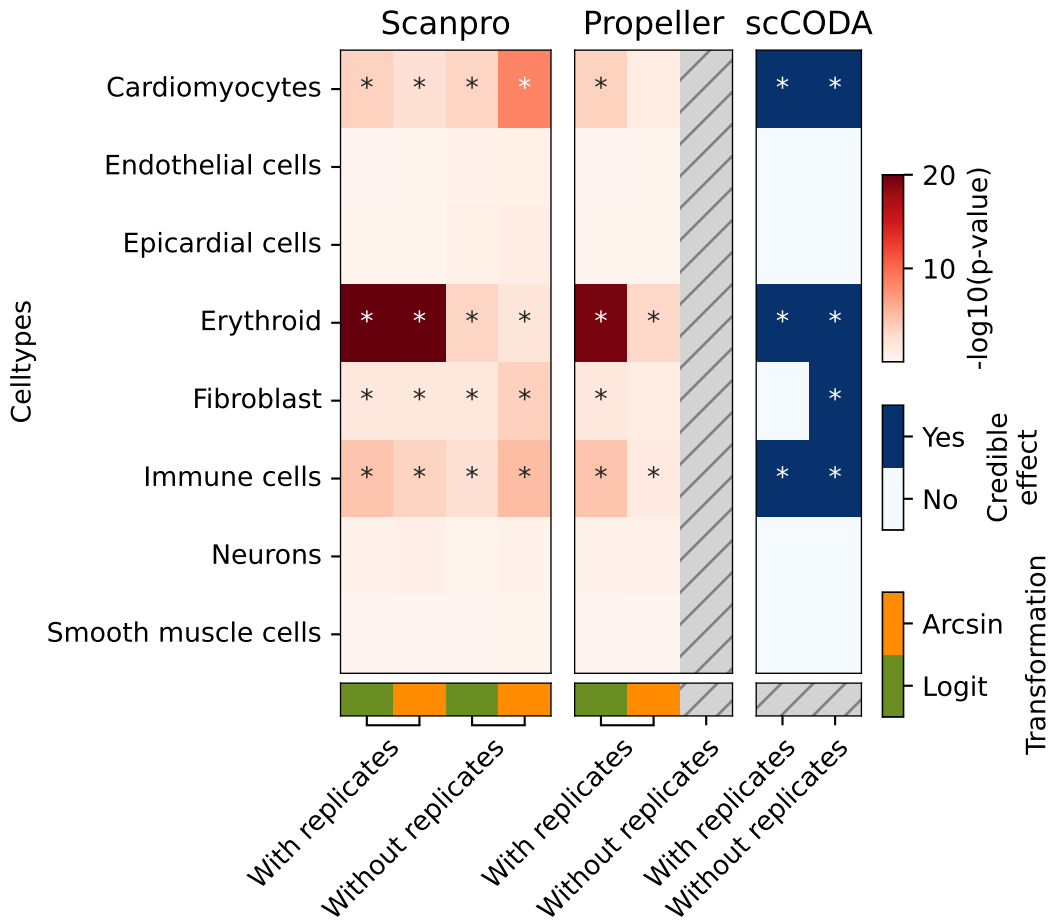 Scanpro Propeller scCODA
Celltypes
Cardiomyocytes * * * * * * *
Endothelial cells
Epicardial cells
Erythroid * * * * * * * *
Fibroblast * * * * * *
Immune cells * * * * * * * *
Neurons
Smooth muscle cells
With replicates
Without replicates
With replicates
Without replicates
With replicates
Without replicates
20
10
-log10(p-value)
Yes
No
Credible
effect
Arcsin
Logit
Transformation